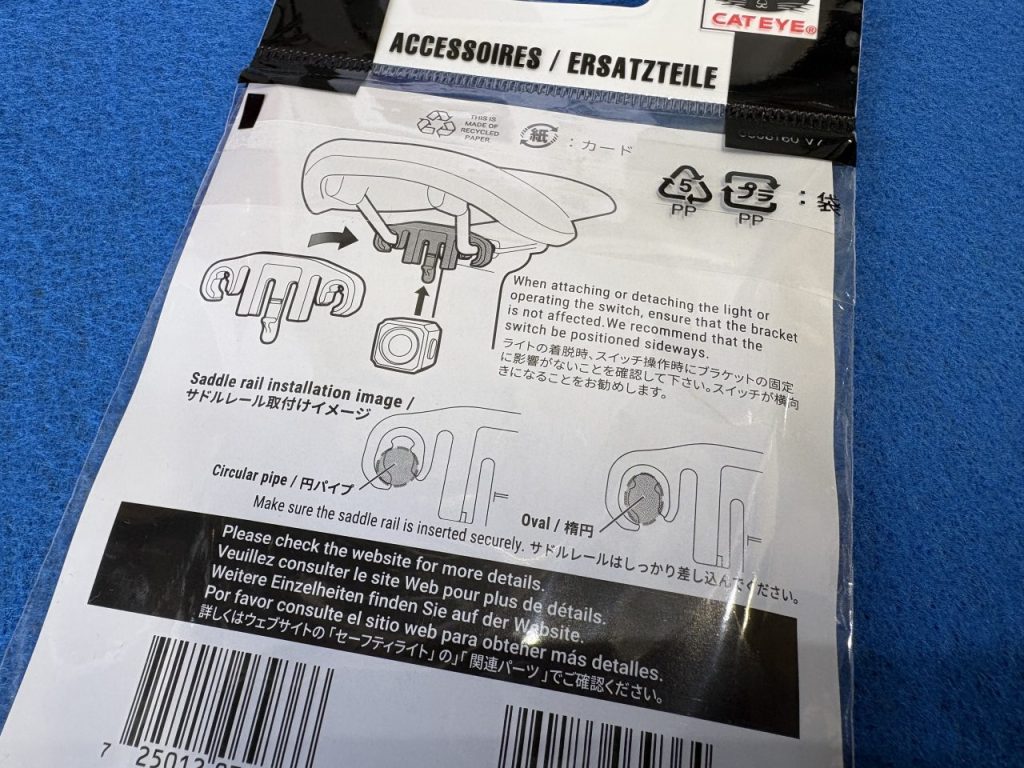 CATEYE®
ACCESSOIRES / ERSATZTEILE
THIS IS
MADE OF
RECYCLED
PAPER.
紙
: カード
V7
5
PP
プラ
PP
: 袋
When attaching or detaching the light or
operating the switch, ensure that the bracket
is not affected.We recommend that the
switch be positioned sideways.
ライトの着脱時、スイッチ操作時にブラケットの固定
に影響がないことを確認して下さい。スイッチが横向
きになることをお勧めします。
Saddle rail installation image /
サドルレール取付けイメージ
Circular pipe / 円パイプ
Oval / 楕円
Make sure the saddle rail is inserted securely. サドルレールはしっかり差し込んでください。
Please check the website for more details.
Veuillez consulter le site Web pour plus de détails.
Weitere Einzelheiten finden Sie auf der Website.
Por favor consulte el sitio web para obtener más detalles.
詳しくはウェブサイトの「セーフティライト」の」「関連パーツ」でご確認ください。
7 25012